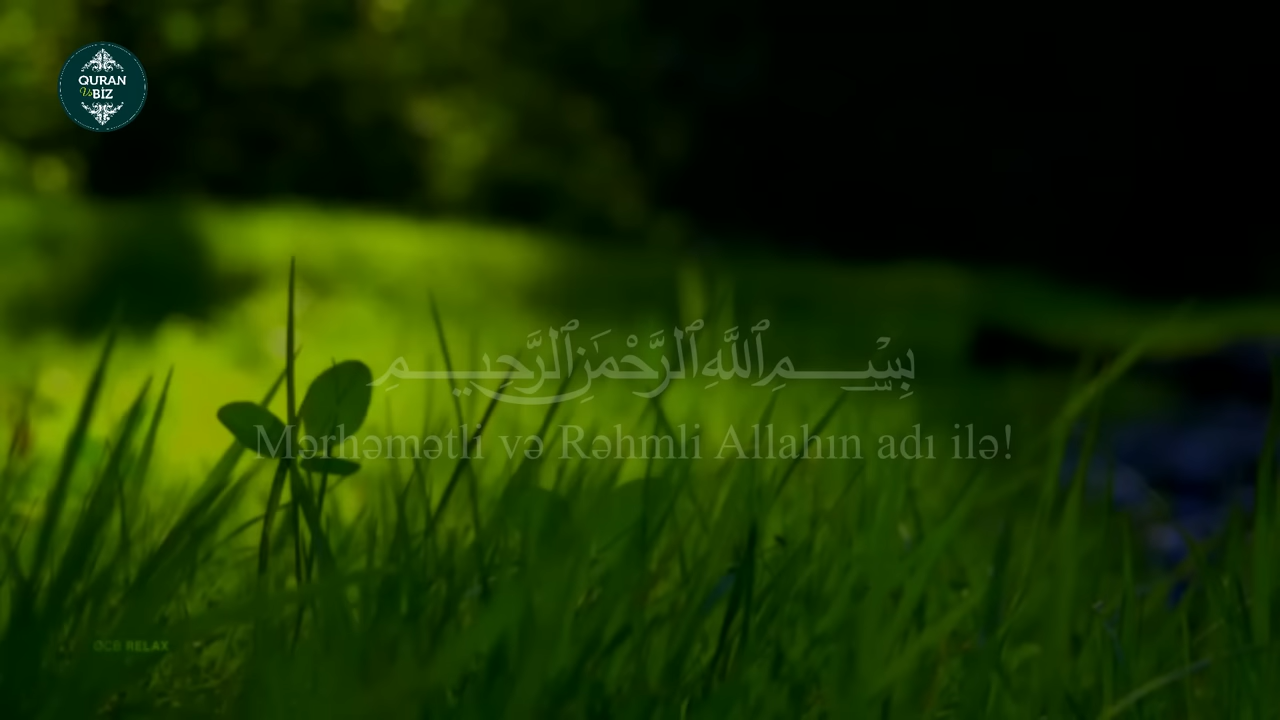 QURAN
Və BİZ
بِسْمِ ٱللَّهِ ٱلرَّحْمَٰنِ ٱلرَّحِيمِ
Mərhəmətli və Rəhmli Allahın adı ilə!
OCB RELAX